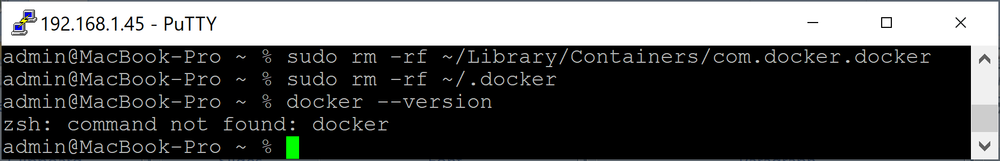 192.168.1.45 - PuTTY
admin@MacBook-Pro ~ % sudo rm -rf ~/Library/Containers/com.docker.docker
admin@MacBook-Pro ~ % sudo rm -rf ~/.docker
admin@MacBook-Pro ~ % docker --version
zsh: command not found: docker
admin@MacBook-Pro ~ %